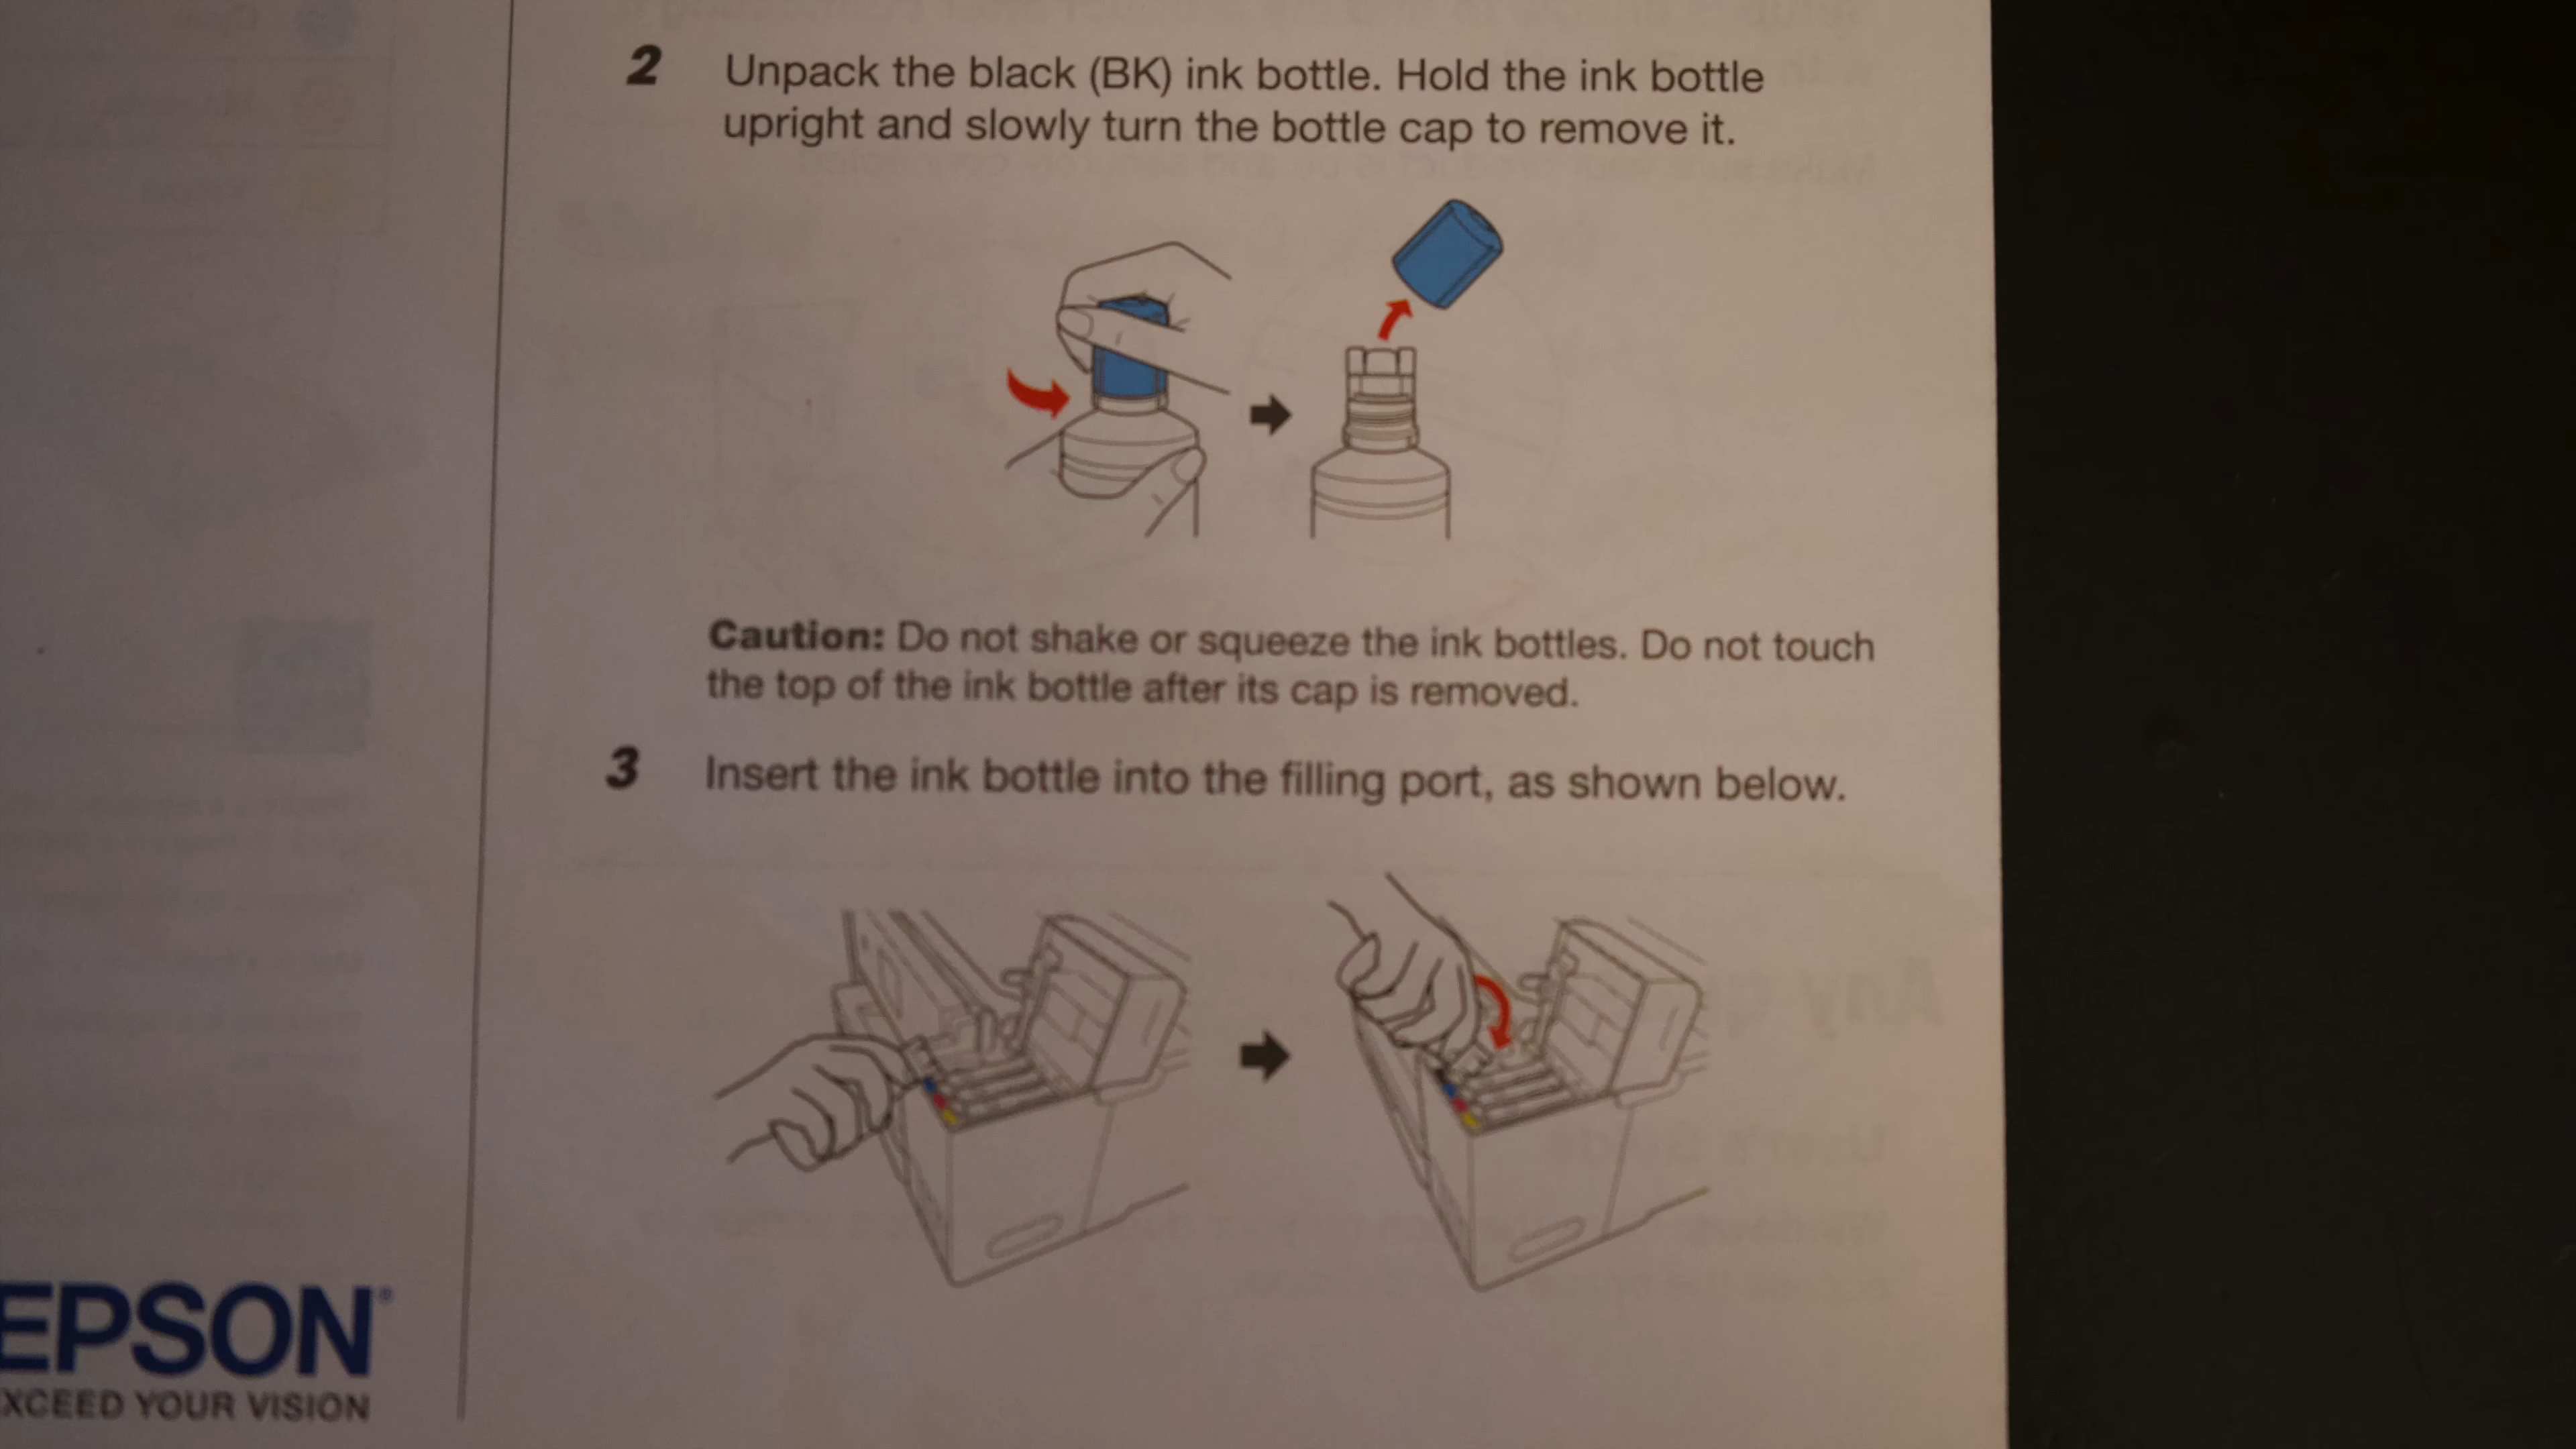 2 Unpack the black (BK) ink bottle. Hold the ink bottle
upright and slowly turn the bottle cap to remove it.
Caution: Do not shake or squeeze the ink bottles. Do not touch
the top of the ink bottle after its cap is removed.
3 Insert the ink bottle into the filling port, as shown below.
EPSON®
XCEED YOUR VISION